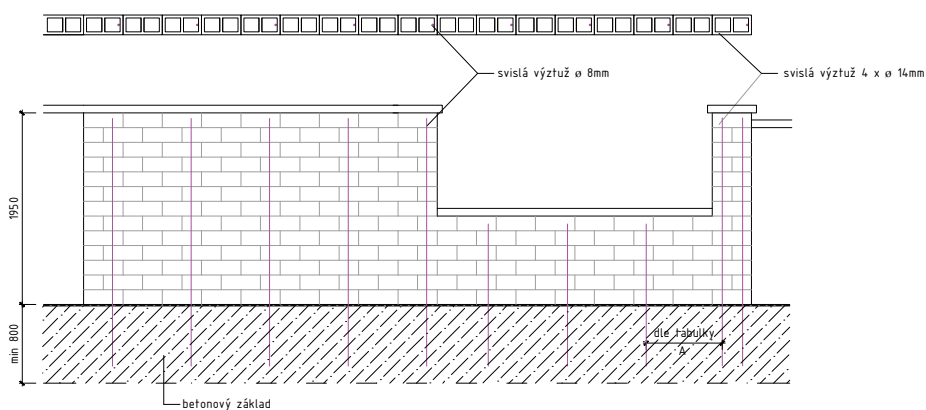 svislá výztuž ø 8mm
svislá výztuž 4 x ø 14mm
1950
min 800
dle tabulky
A
betonový základ